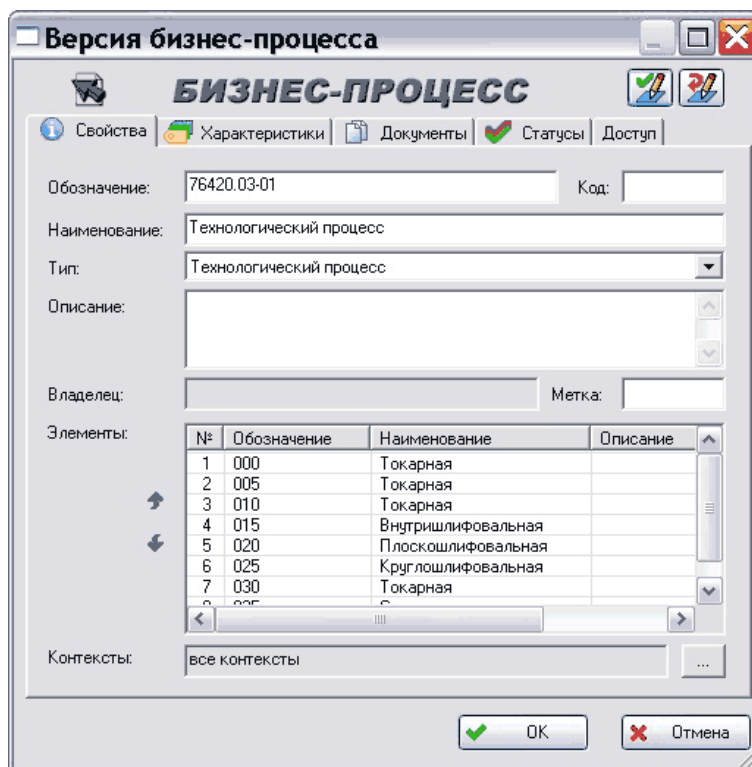 Версия бизнес-процесса
БИЗНЕС-ПРОЦЕСС
Свойства Характеристики Документы Статусы Доступ
Обозначение: 76420.03-01 Код:
Наименование: Технологический процесс
Тип: Технологический процесс
Описание:
Владелец: Метка:
Элементы:
№ Обозначение Наименование Описание
1 000 Токарная
2 005 Токарная
3 010 Токарная
4 015 Внутришлифовальная
5 020 Плоскошлифовальная
6 025 Круглошлифовальная
7 030 Токарная
Контексты: все контексты ...
OK Отмена